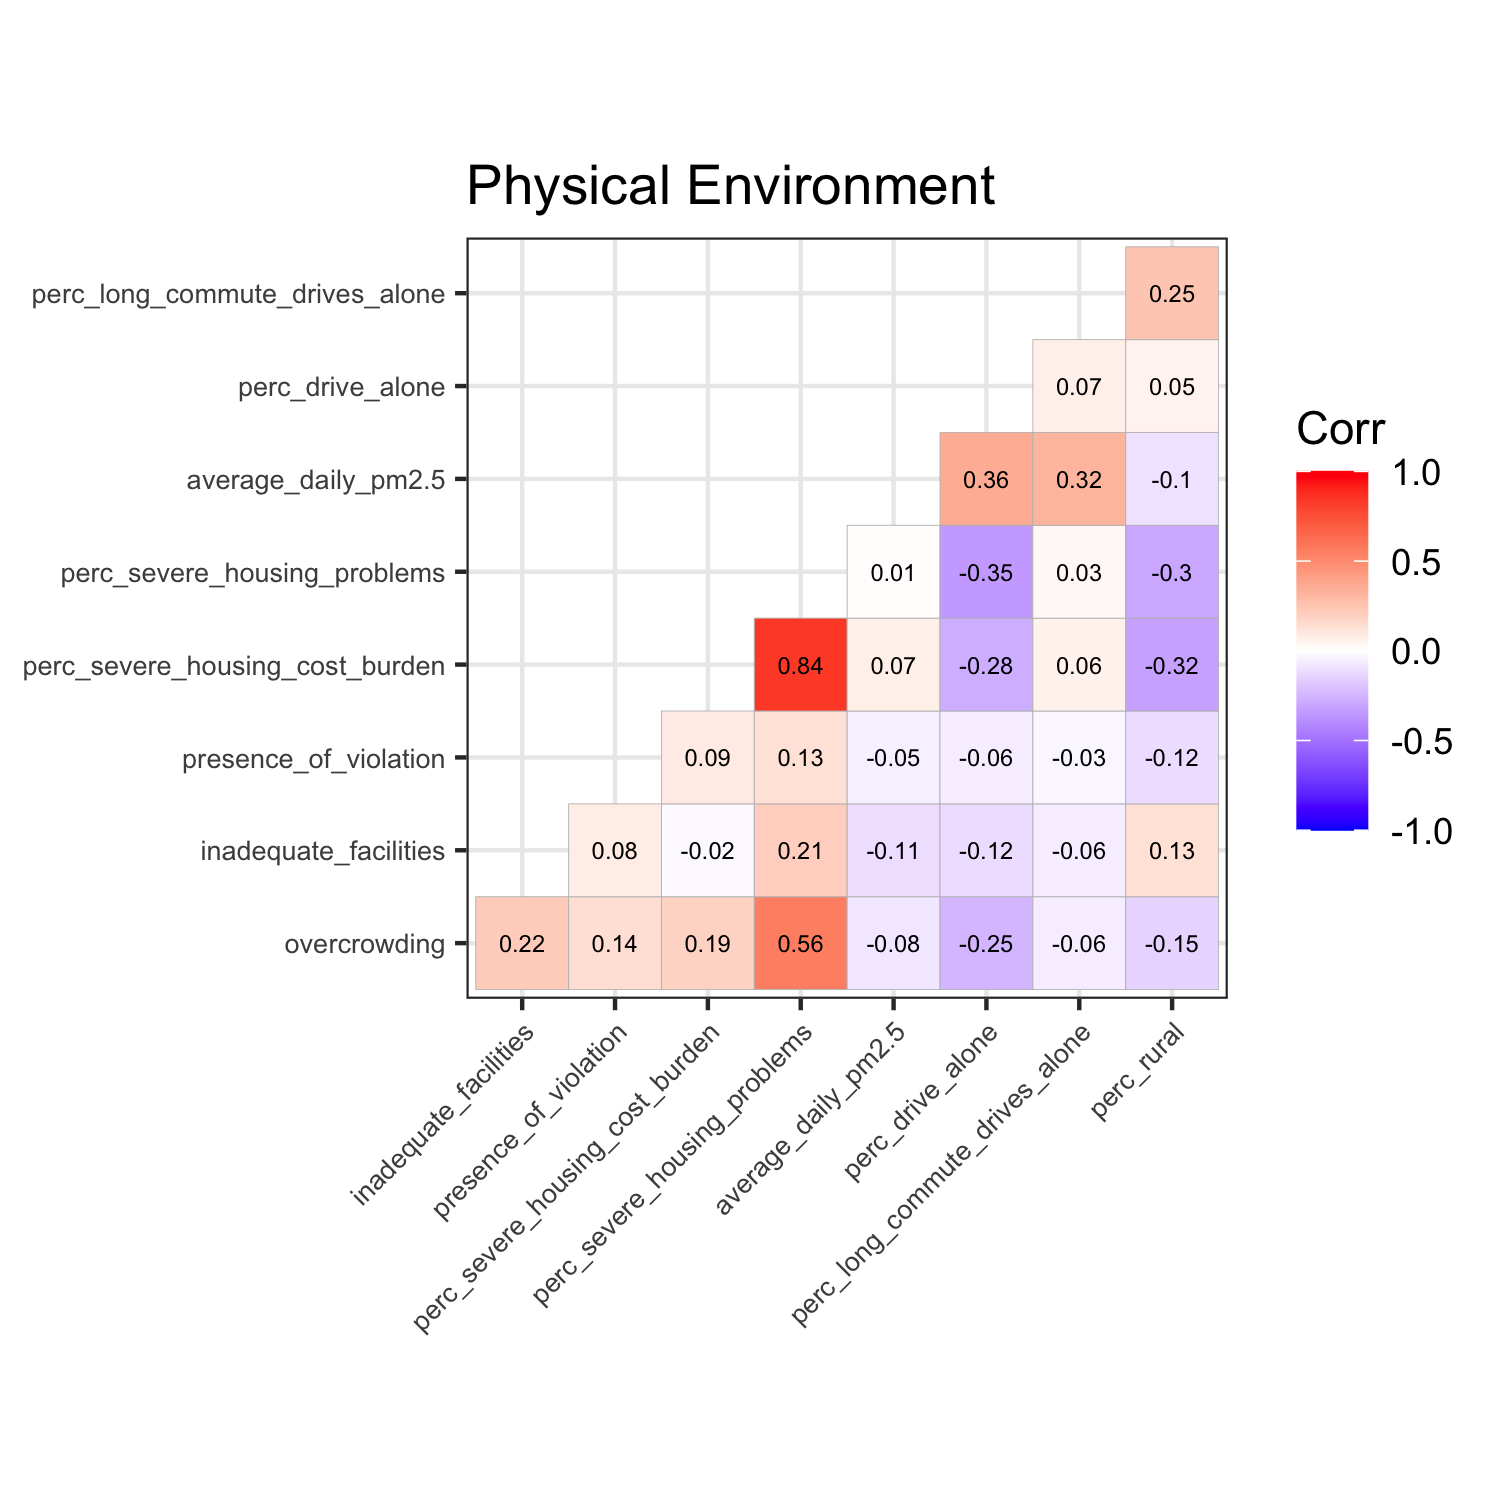 Physical Environment
perc_long_commute_drives_alone
0.25
perc_drive_alone
0.07 0.05
average_daily_pm2.5
0.36 0.32 -0.1
perc_severe_housing_problems
0.01 -0.35 0.03 -0.3
perc_severe_housing_cost_burden
0.84 0.07 -0.28 0.06 -0.32
presence_of_violation
0.09 0.13 -0.05 -0.06 -0.03 -0.12
inadequate_facilities
0.08 -0.02 0.21 -0.11 -0.12 -0.06 0.13
overcrowding
0.22 0.14 0.19 0.56 -0.08 -0.25 -0.06 -0.15
inadequate_facilities
presence_of_violation
perc_severe_housing_cost_burden
perc_severe_housing_problems
average_daily_pm2.5
perc_drive_alone
perc_long_commute_drives_alone
perc_rural
Corr
1.0
0.5
0.0
-0.5
-1.0